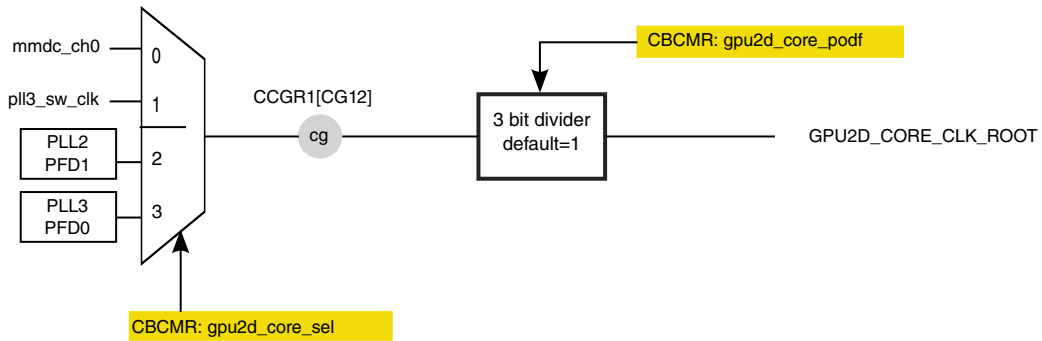 mmdc_ch0
0
CBCMR: gpu2d_core_podf
pll3_sw_clk
1
CCGR1[CG12]
PLL2
PFD1
2
cg
3 bit divider
default=1
GPU2D_CORE_CLK_ROOT
PLL3
PFD0
3
CBCMR: gpu2d_core_sel